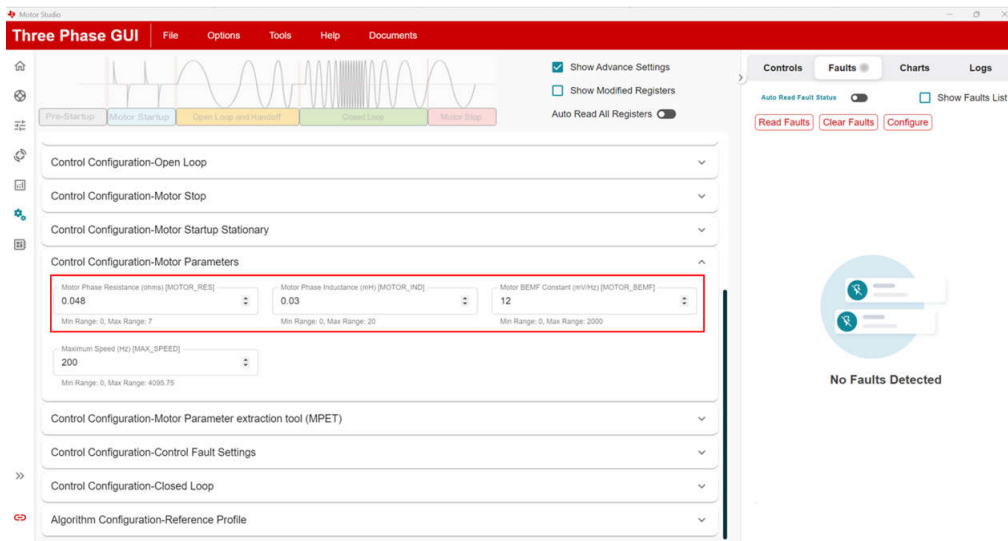 Motor Studio
Three Phase GUI File Options Tools Help Documents
Pre-Startup Motor Startup Open Loop and Handoff Closed Loop Motor Stop
Show Advance Settings
Show Modified Registers
Auto Read All Registers
Control Configuration-Open Loop
Control Configuration-Motor Stop
Control Configuration-Motor Startup Stationary
Control Configuration-Motor Parameters
Motor Phase Resistance (ohms) [MOTOR_RES] Motor Phase Inductance (mH) [MOTOR_IND] Motor BEMF Constant (mV/Hz) [MOTOR_BEMF]
0.048 0.03 12
Min Range: 0, Max Range: 7 Min Range: 0, Max Range: 20 Min Range: 0, Max Range: 2000
Maximum Speed (Hz) [MAX_SPEED]
200
Min Range: 0, Max Range: 4095.75
Control Configuration-Motor Parameter extraction tool (MPET)
Control Configuration-Control Fault Settings
Control Configuration-Closed Loop
Algorithm Configuration-Reference Profile
Controls Faults Charts Logs
Auto Read Fault Status Show Faults List
Read Faults Clear Faults Configure
No Faults Detected